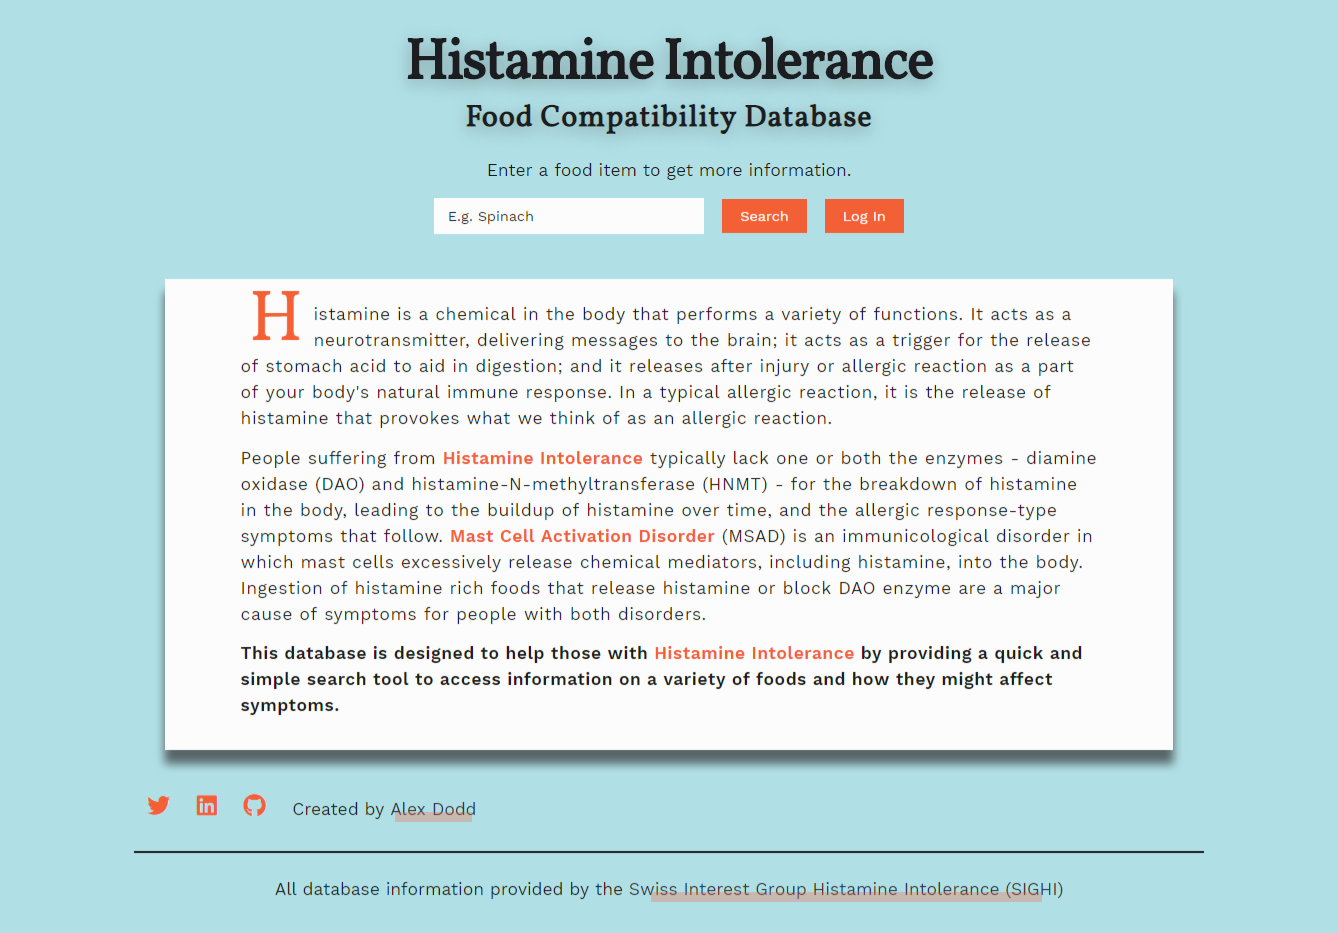 Histamine Intolerance
Food Compatibility Database
Enter a food item to get more information.
E.g. Spinach
Search
Log In
Histamine is a chemical in the body that performs a variety of functions. It acts as a
neurotransmitter, delivering messages to the brain; it acts as a trigger for the release
of stomach acid to aid in digestion; and it releases after injury or allergic reaction as a part
of your body's natural immune response. In a typical allergic reaction, it is the release of
histamine that provokes what we think of as an allergic reaction.
People suffering from Histamine Intolerance typically lack one or both the enzymes - diamine
oxidase (DAO) and histamine-N-methyltransferase (HNMT) - for the breakdown of histamine
in the body, leading to the buildup of histamine over time, and the allergic response-type
symptoms that follow. Mast Cell Activation Disorder (MSAD) is an immunicological disorder in
which mast cells excessively release chemical mediators, including histamine, into the body.
Ingestion of histamine rich foods that release histamine or block DAO enzyme are a major
cause of symptoms for people with both disorders.
This database is designed to help those with Histamine Intolerance by providing a quick and
simple search tool to access information on a variety of foods and how they might affect
symptoms.
Created by Alex Dodd
All database information provided by the Swiss Interest Group Histamine Intolerance (SIGHI)